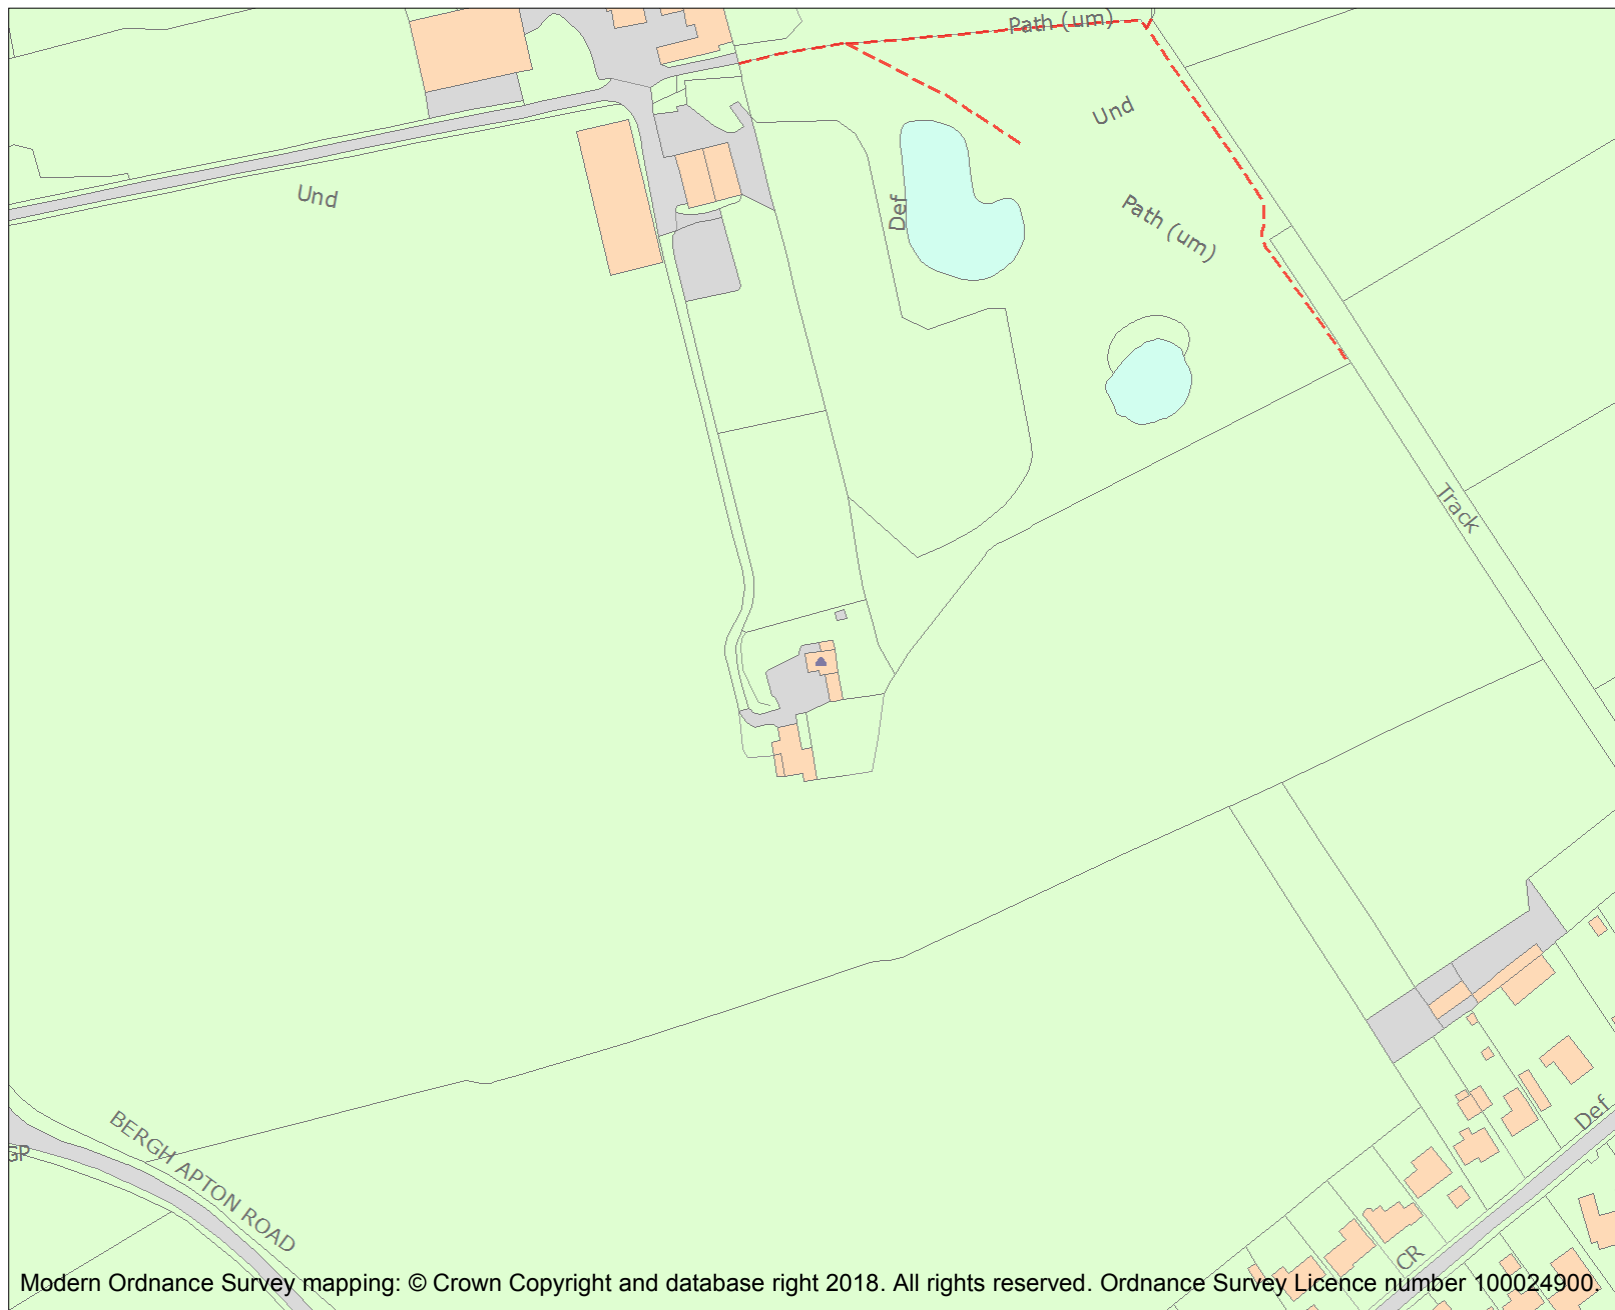 Path (um)
Und
Und
Def
Path (um)
Track
BERGH APTON ROAD
GP
Def
CR
Modern Ordnance Survey mapping: © Crown Copyright and database right 2018. All rights reserved. Ordnance Survey Licence number 100024900.